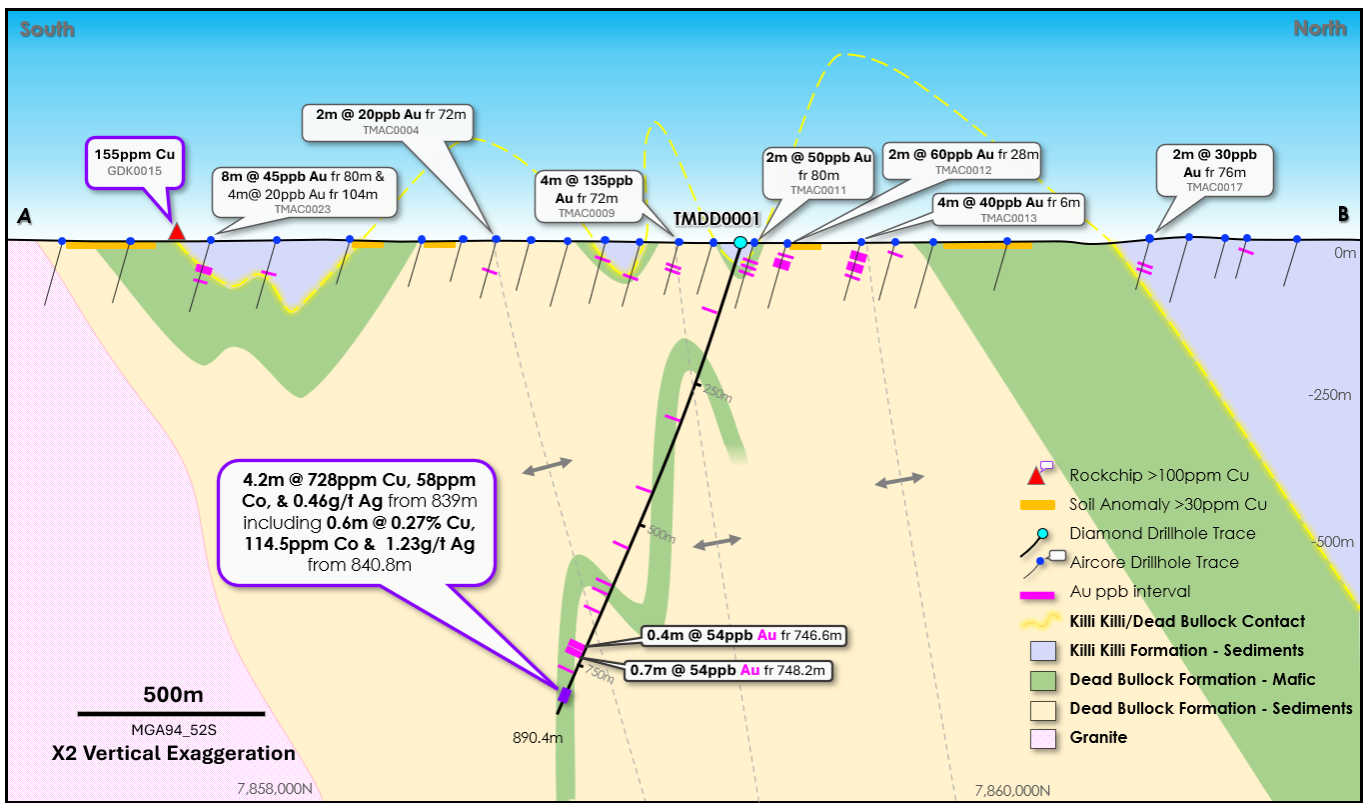 South
North
2m @ 20ppb Au fr 72m
TMAC0004
155ppm Cu
GDK0015
8m @ 45ppb Au fr 80m &
4m@ 20ppb Au fr 104m
TMAC0023
4m @ 135ppb
Au fr 72m
TMAC0009
2m @ 50ppb Au
fr 80m
TMAC0011
2m @ 60ppb Au fr 28m
TMAC0012
4m @ 40ppb Au fr 6m
TMAC0013
2m @ 30ppb
Au fr 76m
TMAC0017
A
TMDD0001
B
0m
-250m
-500m
250m
500m
750m
4.2m @ 728ppm Cu, 58ppm
Co, & 0.46g/t Ag from 839m
including 0.6m @ 0.27% Cu,
114.5ppm Co & 1.23g/t Ag
from 840.8m
0.4m @ 54ppb Au fr 746.6m
0.7m @ 54ppb Au fr 748.2m
890.4m
Rockchip >100ppm Cu
Soil Anomaly >30ppm Cu
Diamond Drillhole Trace
Aircore Drillhole Trace
Au ppb interval
Killi Killi/Dead Bullock Contact
Killi Killi Formation - Sediments
Dead Bullock Formation - Mafic
Dead Bullock Formation - Sediments
Granite
500m
MGA94_52S
X2 Vertical Exaggeration
7,858,000N
7,860,000N